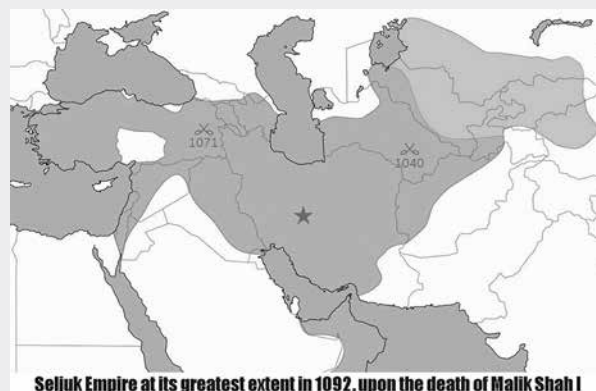 1071
1040
Seljuk Empire at its greatest extent in 1092, upon the death of Malik Shah I